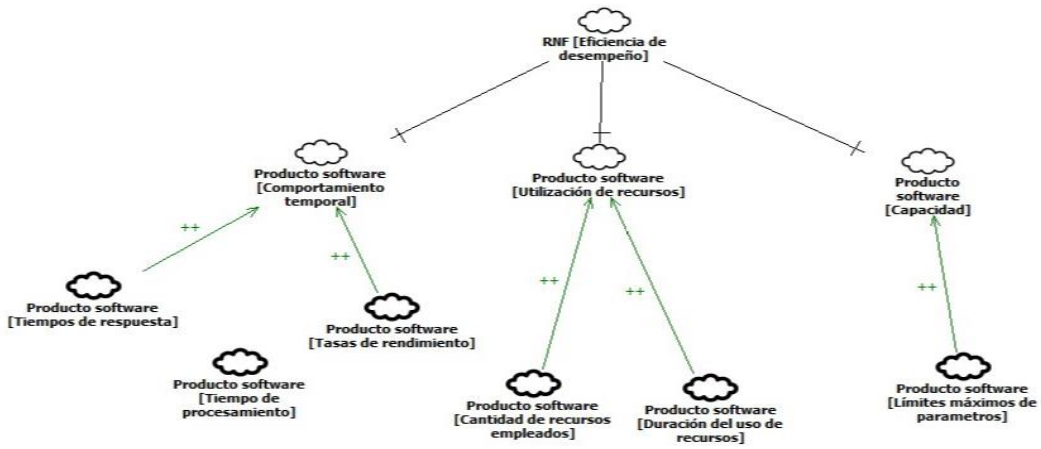 RNF [Eficiencia de
desempeño]
Producto software
[Comportamiento
temporal]
Producto software
[Utilización de recursos]
Producto
software
[Capacidad]
++
++
++
++
++
Producto software
[Tiempos de respuesta]
Producto software
[Tasas de rendimiento]
Producto software
[Tiempo de
procesamiento]
Producto software
[Cantidad de recursos
empleados]
Producto software
[Duración del uso de
recursos]
Producto software
[Límites máximos de
parametros]